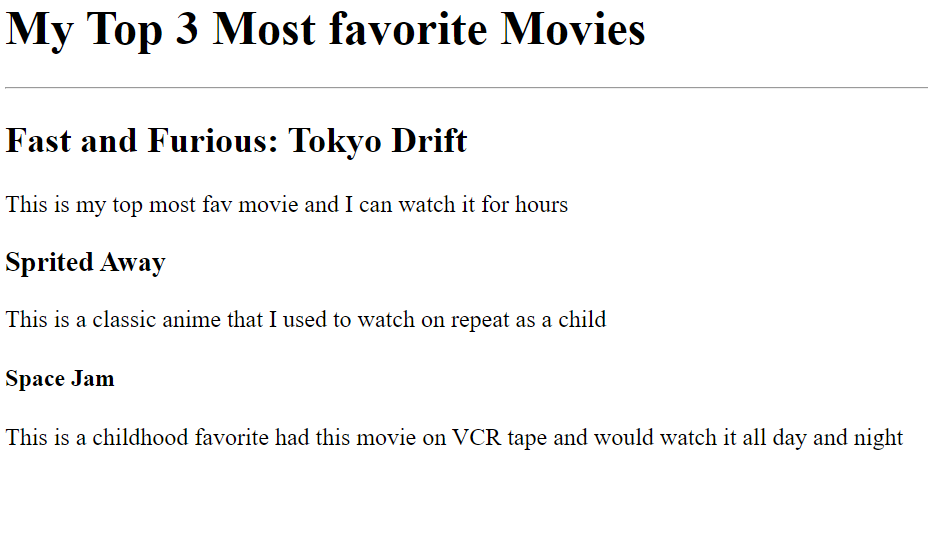 My Top 3 Most favorite Movies
Fast and Furious: Tokyo Drift
This is my top most fav movie and I can watch it for hours
Sprited Away
This is a classic anime that I used to watch on repeat as a child
Space Jam
This is a childhood favorite had this movie on VCR tape and would watch it all day and night